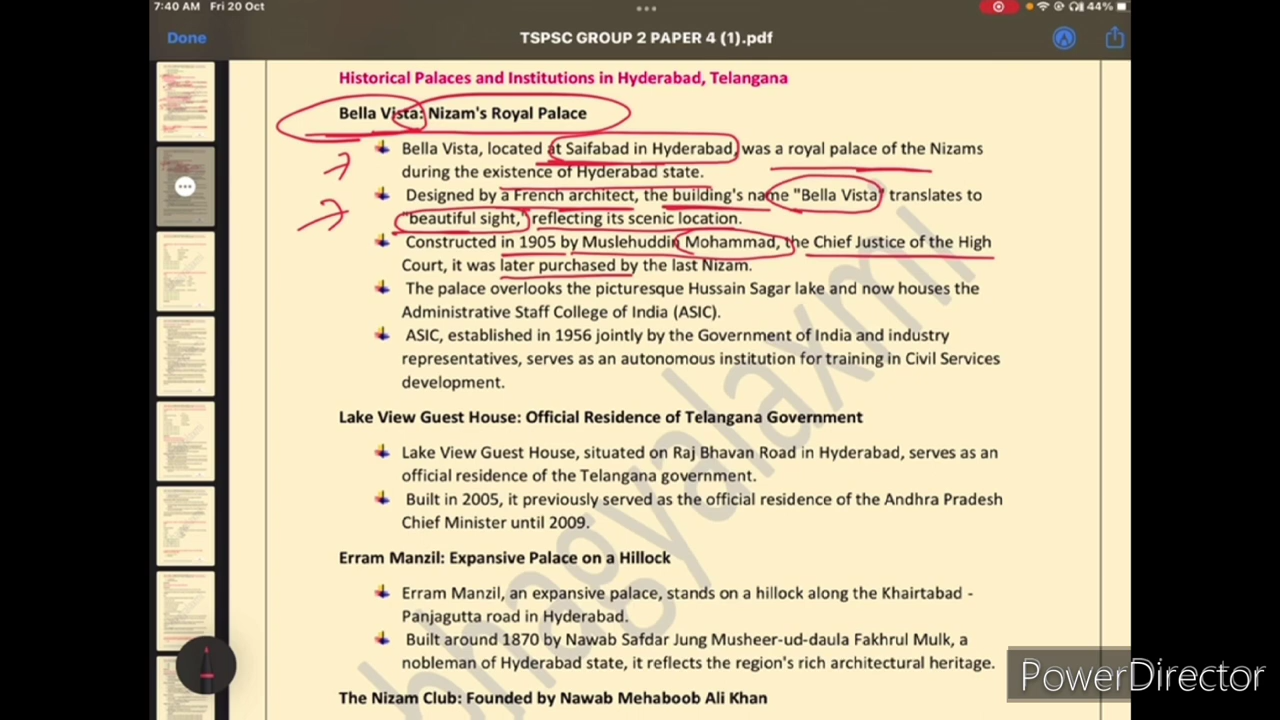 7:40 AM Fri 20 Oct
44%
Done
TSPSC GROUP 2 PAPER 4 (1).pdf
Historical Palaces and Institutions in Hyderabad, Telangana
Bella Vista: Nizam's Royal Palace
Bella Vista, located at Saifabad in Hyderabad, was a royal palace of the Nizams
during the existence of Hyderabad state.
Designed by a French architect, the building's name "Bella Vista" translates to
"beautiful sight," reflecting its scenic location.
Constructed in 1905 by Muslehuddin Mohammad, the Chief Justice of the High
Court, it was later purchased by the last Nizam.
The palace overlooks the picturesque Hussain Sagar lake and now houses the
Administrative Staff College of India (ASIC).
ASIC, established in 1956 jointly by the Government of India and industry
representatives, serves as an autonomous institution for training in Civil Services
development.
Lake View Guest House: Official Residence of Telangana Government
Lake View Guest House, situated on Raj Bhavan Road in Hyderabad, serves as an
official residence of the Telangana government.
Built in 2005, it previously served as the official residence of the Andhra Pradesh
Chief Minister until 2009.
Erram Manzil: Expansive Palace on a Hillock
Erram Manzil, an expansive palace, stands on a hillock along the Khairtabad -
Panjagutta road in Hyderabad.
Built around 1870 by Nawab Safdar Jung Musheer-ud-daula Fakhrul Mulk, a
nobleman of Hyderabad state, it reflects the region's rich architectural heritage.
The Nizam Club: Founded by Nawab Mehaboob Ali Khan
bhagyalaxmi
PowerDirector